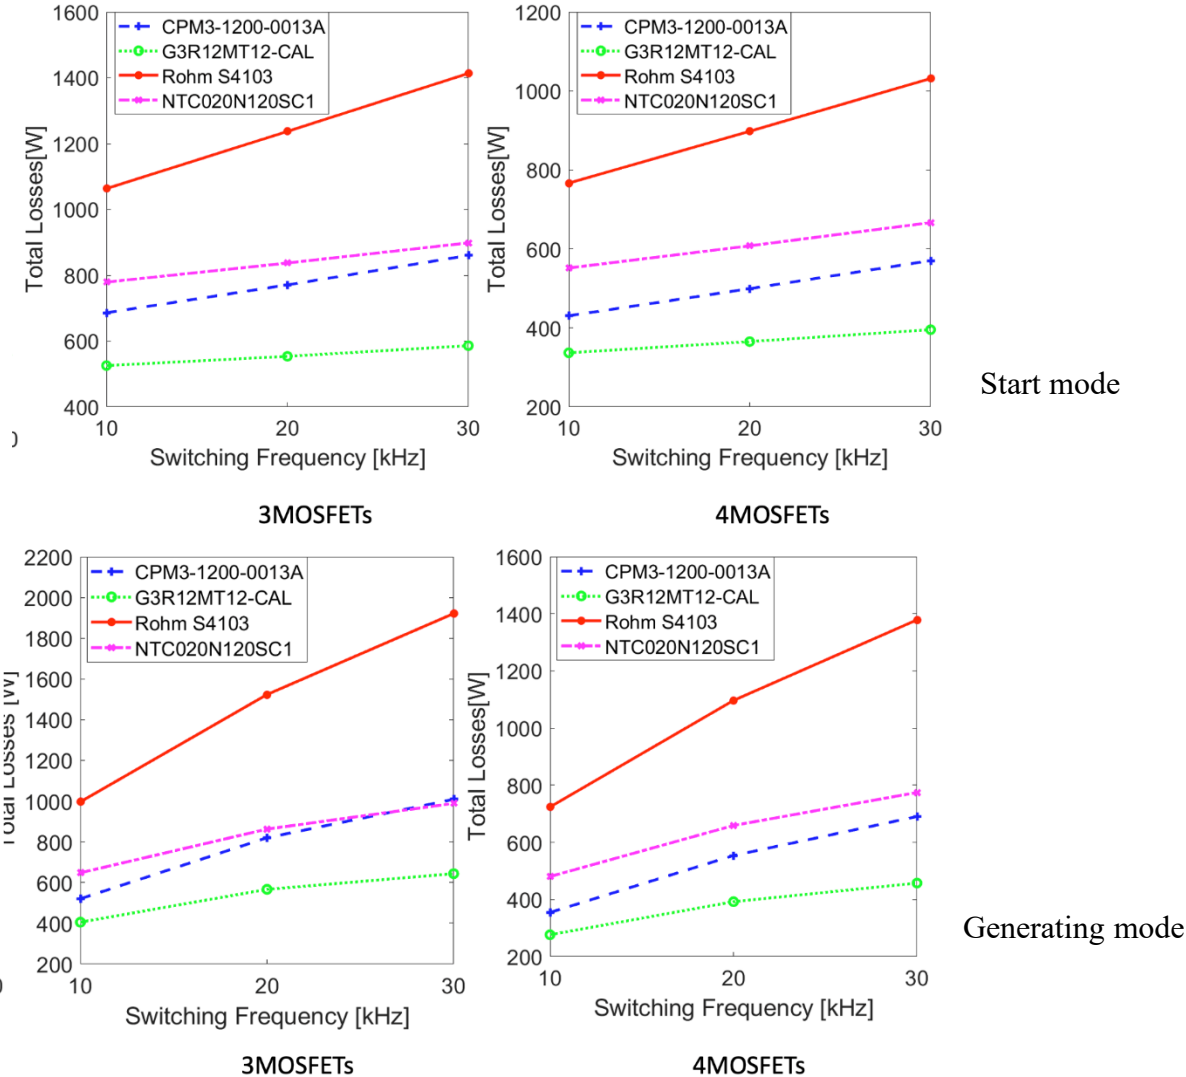 1600
1400
1200
1000
800
600
400
Total Losses[W]
CPM3-1200-0013A
G3R12MT12-CAL
Rohm S4103
NTC020N120SC1
10
20
30
Switching Frequency [kHz]
3MOSFETs
1200
1000
800
600
400
200
Total Losses[W]
CPM3-1200-0013A
G3R12MT12-CAL
Rohm S4103
NTC020N120SC1
10
20
30
Switching Frequency [kHz]
4MOSFETs
Start mode
2200
2000
1800
1600
1400
1200
1000
800
600
400
200
Total Losses [W]
CPM3-1200-0013A
G3R12MT12-CAL
Rohm S4103
NTC020N120SC1
10
20
30
Switching Frequency [kHz]
3MOSFETs
1600
1400
1200
1000
800
600
400
200
Total Losses[W]
CPM3-1200-0013A
G3R12MT12-CAL
Rohm S4103
NTC020N120SC1
10
20
30
Switching Frequency [kHz]
4MOSFETs
Generating mode